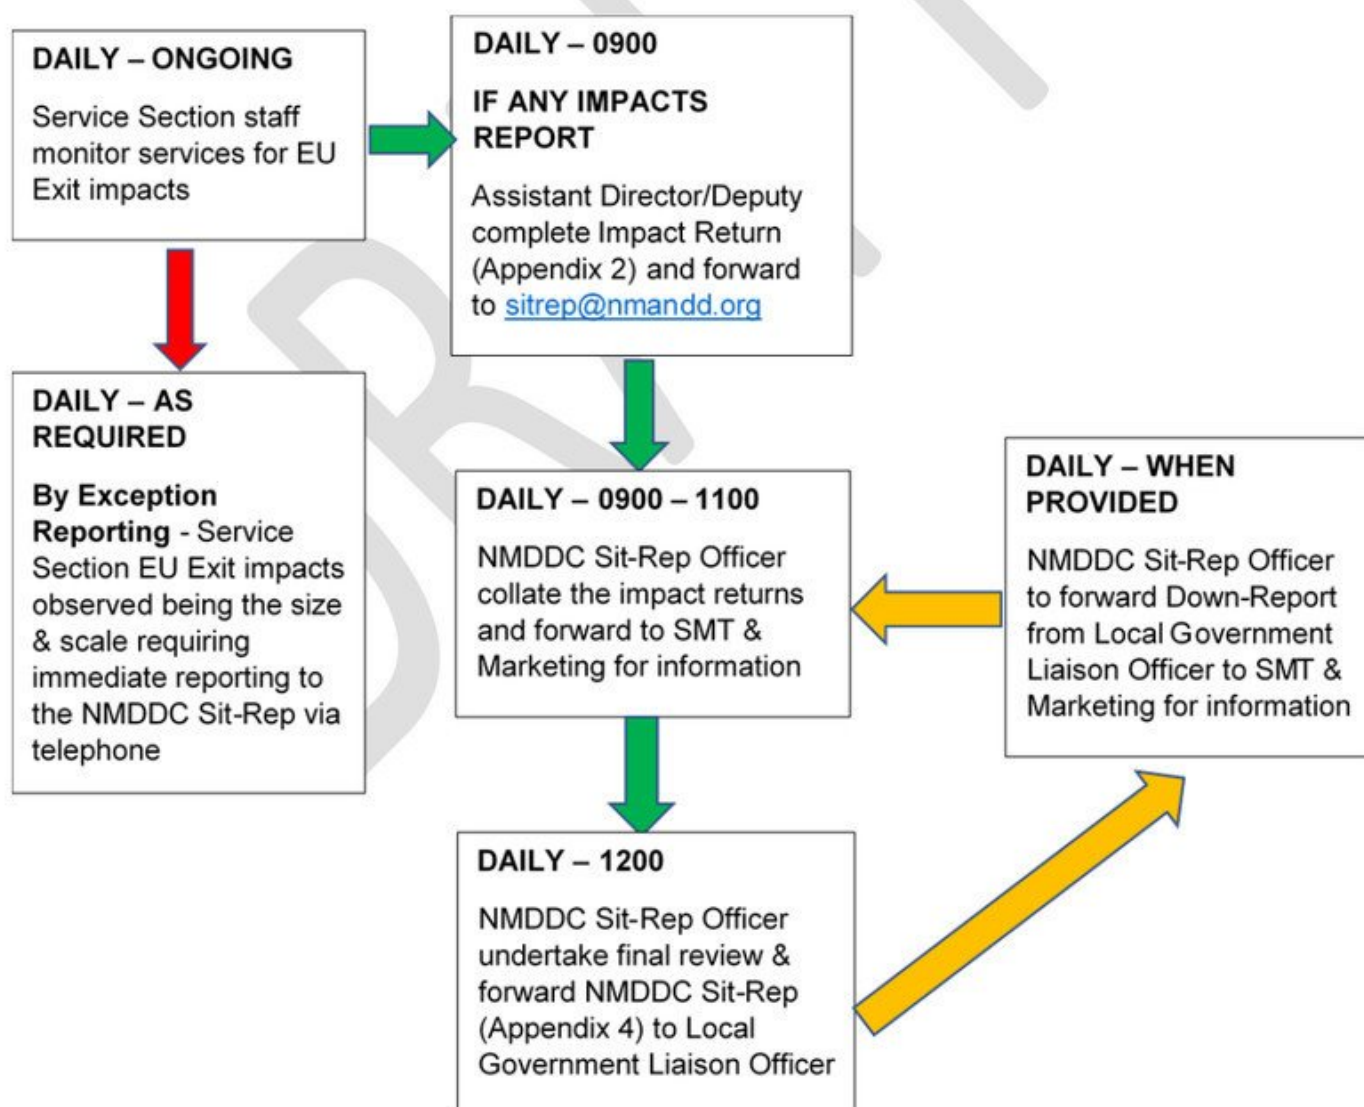 DAILY – ONGOING
Service Section staff
monitor services for EU
Exit impacts
DAILY – 0900
IF ANY IMPACTS
REPORT
Assistant Director/Deputy
complete Impact Return
(Appendix 2) and forward
to sitrep@nmandd.org
DAILY – AS
REQUIRED
By Exception
Reporting - Service
Section EU Exit impacts
observed being the size
& scale requiring
immediate reporting to
the NMDDC Sit-Rep via
telephone
DAILY – 0900 – 1100
NMDDC Sit-Rep Officer
collate the impact returns
and forward to SMT &
Marketing for information
DAILY – WHEN
PROVIDED
NMDDC Sit-Rep Officer
to forward Down-Report
from Local Government
Liaison Officer to SMT &
Marketing for information
DAILY – 1200
NMDDC Sit-Rep Officer
undertake final review &
forward NMDDC Sit-Rep
(Appendix 4) to Local
Government Liaison Officer